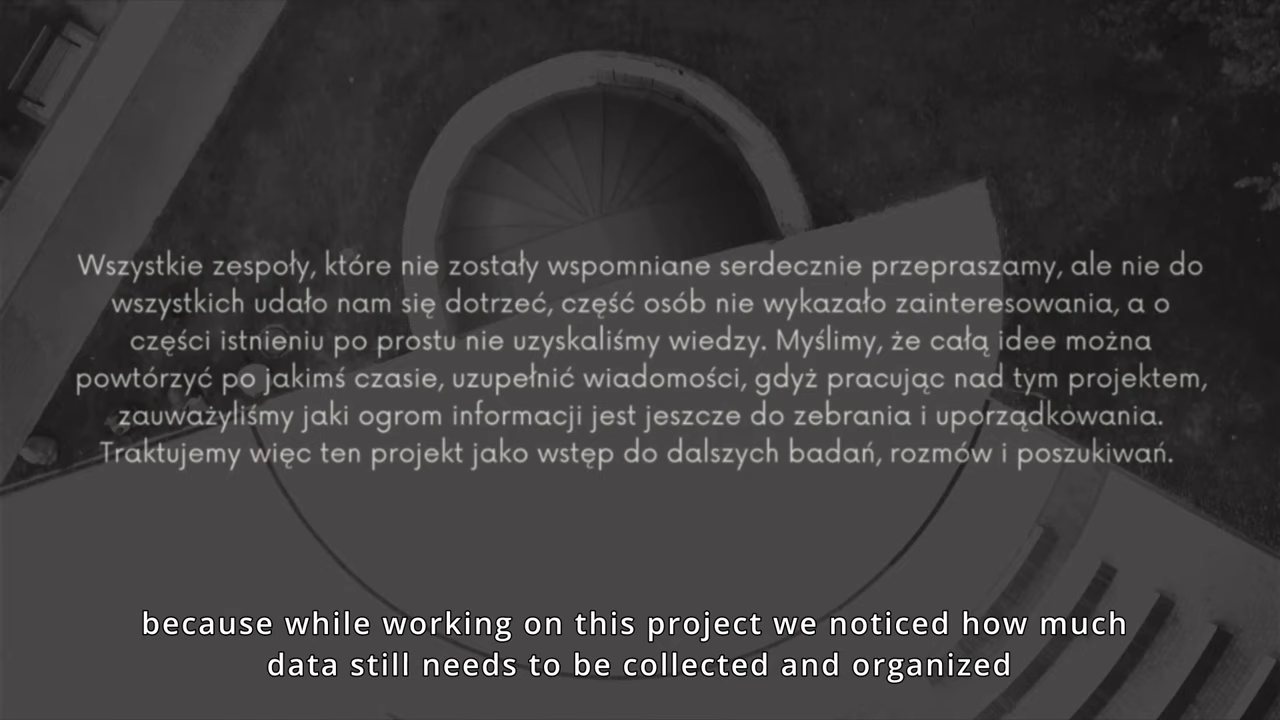 Wszystkie zespoły, które nie zostały wspomniane serdecznie przepraszamy, ale nie do
wszystkich udało nam się dotrzeć, część osób nie wykazało zainteresowania, a o
części istnieniu po prostu nie uzyskaliśmy wiedzy. Myślimy, że całą idee można
powtórzyć po jakimś czasie, uzupełnić wiadomości, gdyż pracując nad tym projektem,
zauważyliśmy jaki ogrom informacji jest jeszcze do zebrania i uporządkowania.
Traktujemy więc ten projekt jako wstęp do dalszych badań, rozmów i poszukiwań.
because while working on this project we noticed how much
data still needs to be collected and organized